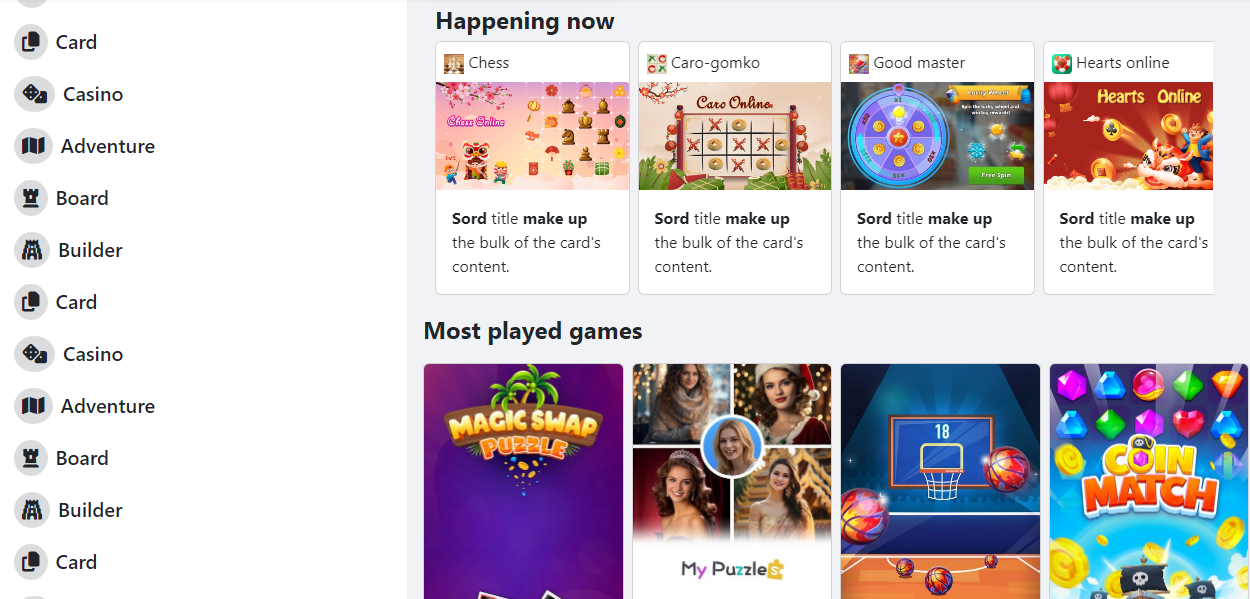 Card
Casino
Adventure
Board
Builder
Card
Casino
Adventure
Board
Builder
Card
Happening now
Chess
Chess Online
Sord title make up
the bulk of the card's
content.
Caro-gomko
Caro Online
Sord title make up
the bulk of the card's
content.
Good master
Lucky Wheel
Spin the lucky wheel and
win big rewards!
X1
Free Spin
Sord title make up
the bulk of the card's
content.
Hearts online
Hearts Online
Sord title make up
the bulk of the card's
content.
Most played games
MAGIC SWAP
PUZZLE
My Puzzles
18
COIN
MATCH